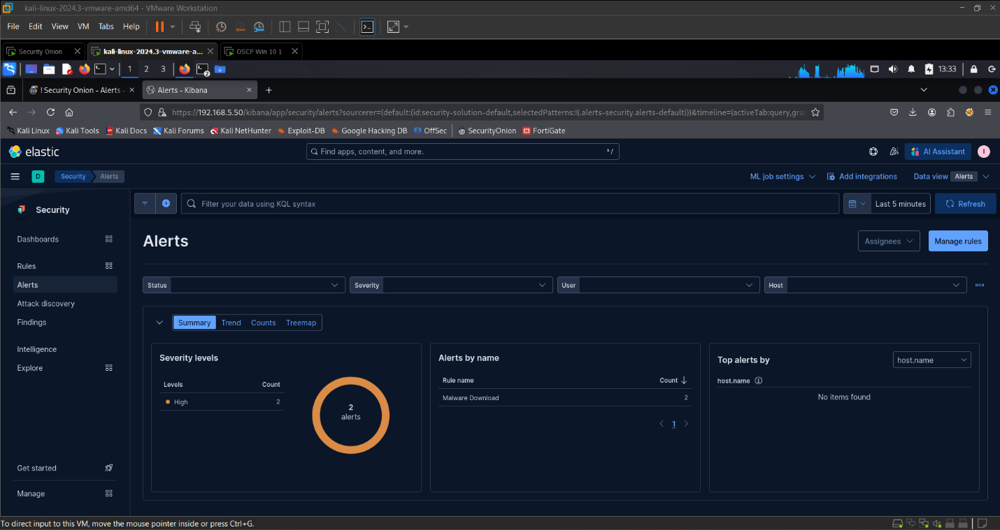 kali-linux-2024.3-vmware-amd64 - VMware Workstation
File Edit View VM Tabs Help
Security Onion kali-linux-2024.3-vmware-a... OSCP Win 10 1
1 2 3 2 13:33
! Security Onion - Alerts - Alerts - Kibana
https://192.168.5.50/kibana/app/security/alerts?sourcerer=(default:(id:security-solution-default,selectedPatterns:!(.alerts-security.alerts-default)))&timeline=(activeTab:query,gra
Kali Linux Kali Tools Kali Docs Kali Forums Kali NetHunter Exploit-DB Google Hacking DB OffSec SecurityOnion FortiGate
elastic Find apps, content, and more. ^/ AI Assistant I
D Security Alerts ML job settings Add integrations Data view Alerts
Security Filter your data using KQL syntax Last 5 minutes Refresh
Dashboards
Rules
Alerts
Attack discovery
Findings
Intelligence
Explore
Get started
Manage
Alerts Assignees Manage rules
Status Severity User Host
Summary Trend Counts Treemap
Severity levels
Levels Count
High 2
2
alerts
Alerts by name
Rule name Count
Malware Download 2
1
Top alerts by host.name
host.name
No items found
To direct input to this VM, move the mouse pointer inside or press Ctrl+G.